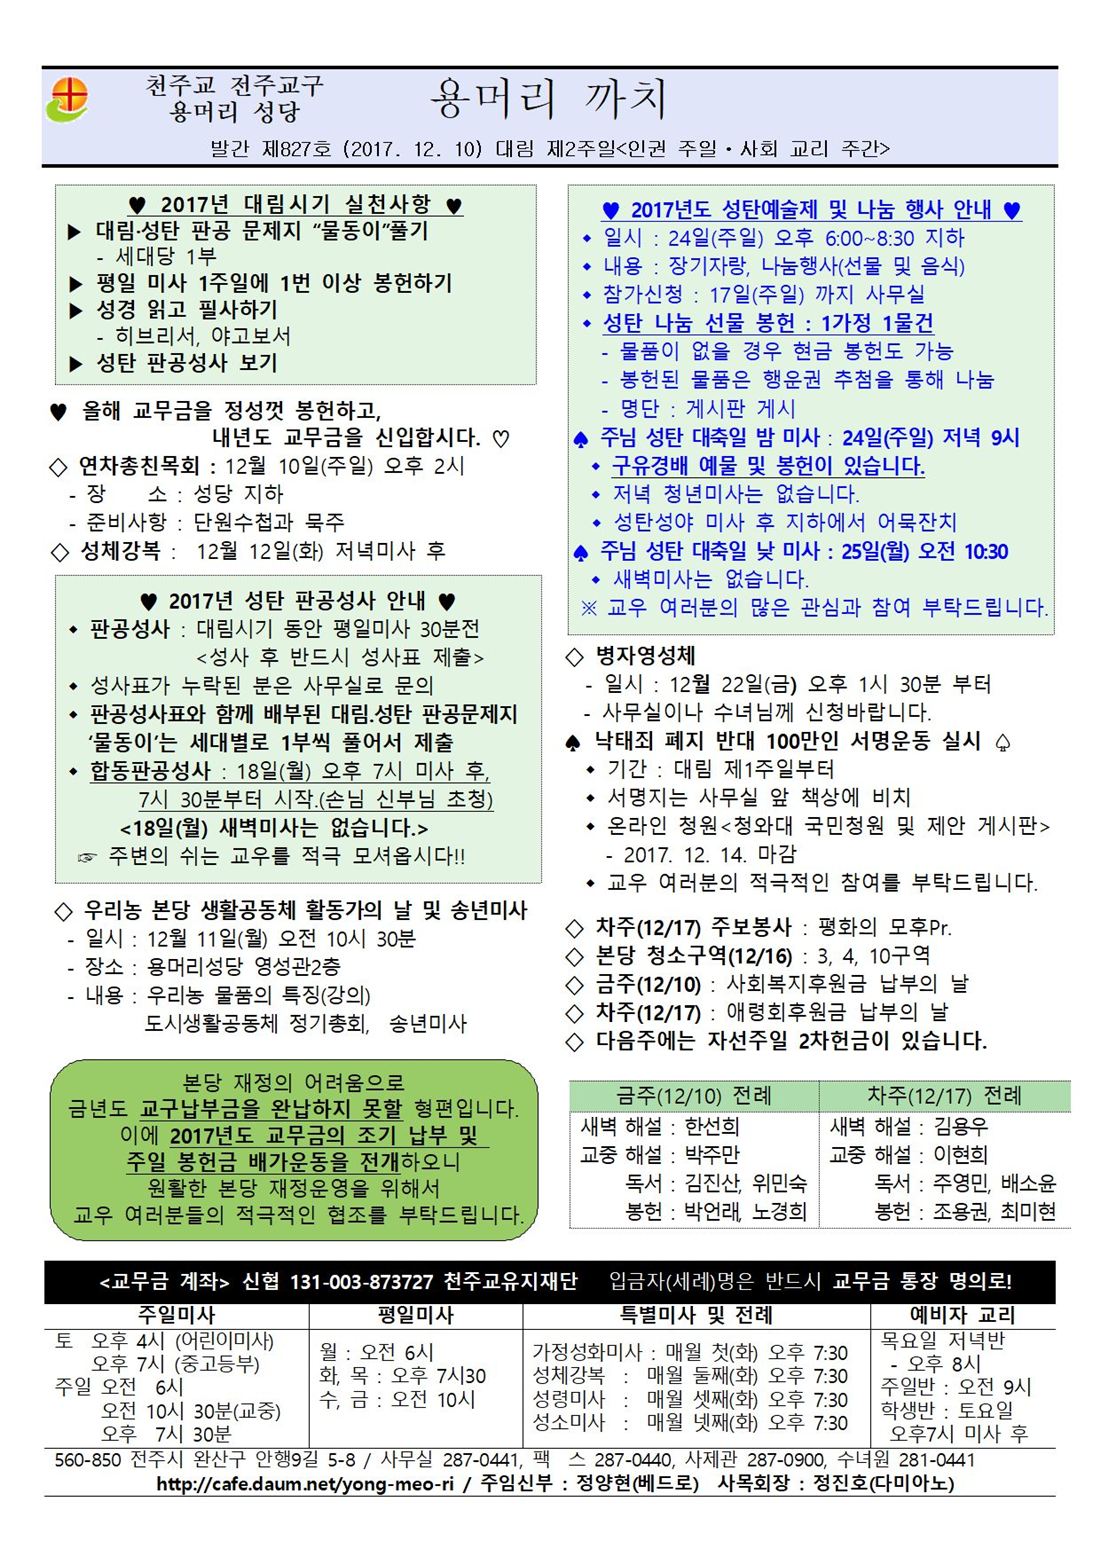 천주교 전주교구
용머리 성당
용머리 까치
발간 제827호 (2017. 12. 10) 대림 제2주일<인권 주일·사회 교리 주간>
♥ 2017년 대림시기 실천사항 ♥
▶ 대림·성탄 판공 문제지 “물동이”풀기
- 세대당 1부
▶ 평일 미사 1주일에 1번 이상 봉헌하기
▶ 성경 읽고 필사하기
- 히브리서, 야고보서
▶ 성탄 판공성사 보기
♥ 올해 교무금을 정성껏 봉헌하고,
내년도 교무금을 신입합시다. ♡
◇ 연차총친목회 : 12월 10일(주일) 오후 2시
- 장 소 : 성당 지하
- 준비사항 : 단원수첩과 묵주
◇ 성체강복 : 12월 12일(화) 저녁미사 후
♥ 2017년 성탄 판공성사 안내 ♥
◆ 판공성사 : 대림시기 동안 평일미사 30분전
<성사 후 반드시 성사표 제출>
◆ 성사표가 누락된 분은 사무실로 문의
◆ 판공성사표와 함께 배부된 대림.성탄 판공문제지
‘물동이’는 세대별로 1부씩 풀어서 제출
◆ 합동판공성사 : 18일(월) 오후 7시 미사 후,
7시 30분부터 시작.(손님 신부님 초청)
<18일(월) 새벽미사는 없습니다.>
☞ 주변의 쉬는 교우를 적극 모셔옵시다!!
◇ 우리농 본당 생활공동체 활동가의 날 및 송년미사
- 일시 : 12월 11일(월) 오전 10시 30분
- 장소 : 용머리성당 영성관2층
- 내용 : 우리농 물품의 특징(강의)
도시생활공동체 정기총회, 송년미사
본당 재정의 어려움으로
금년도 교구납부금을 완납하지 못할 형편입니다.
이에 2017년도 교무금의 조기 납부 및
주일 봉헌금 배가운동을 전개하오니
원활한 본당 재정운영을 위해서
교우 여러분들의 적극적인 협조를 부탁드립니다.
♥ 2017년도 성탄예술제 및 나눔 행사 안내 ♥
◆ 일시 : 24일(주일) 오후 6:00~8:30 지하
◆ 내용 : 장기자랑, 나눔행사(선물 및 음식)
◆ 참가신청 : 17일(주일) 까지 사무실
◆ 성탄 나눔 선물 봉헌 : 1가정 1물건
- 물품이 없을 경우 현금 봉헌도 가능
- 봉헌된 물품은 행운권 추첨을 통해 나눔
- 명단 : 게시판 게시
♠ 주님 성탄 대축일 밤 미사 : 24일(주일) 저녁 9시
◆ 구유경배 예물 및 봉헌이 있습니다.
◆ 저녁 청년미사는 없습니다.
◆ 성탄성야 미사 후 지하에서 어묵잔치
♠ 주님 성탄 대축일 낮 미사 : 25일(월) 오전 10:30
◆ 새벽미사는 없습니다.
※ 교우 여러분의 많은 관심과 참여 부탁드립니다.
◇ 병자영성체
- 일시 : 12월 22일(금) 오후 1시 30분 부터
- 사무실이나 수녀님께 신청바랍니다.
♠ 낙태죄 폐지 반대 100만인 서명운동 실시 ♤
◆ 기간 : 대림 제1주일부터
◆ 서명지는 사무실 앞 책상에 비치
◆ 온라인 청원<청와대 국민청원 및 제안 게시판>
- 2017. 12. 14. 마감
◆ 교우 여러분의 적극적인 참여를 부탁드립니다.
◇ 차주(12/17) 주보봉사 : 평화의 모후Pr.
◇ 본당 청소구역(12/16) : 3, 4, 10구역
◇ 금주(12/10) : 사회복지후원금 납부의 날
◇ 차주(12/17) : 애령회후원금 납부의 날
◇ 다음주에는 자선주일 2차헌금이 있습니다.
금주(12/10) 전례 차주(12/17) 전례
새벽 해설 : 한선희 새벽 해설 : 김용우
교중 해설 : 박주만 교중 해설 : 이현희
독서 : 김진산, 위민숙 독서 : 주영민, 배소윤
봉헌 : 박언래, 노경희 봉헌 : 조용권, 최미현
<교무금 계좌> 신협 131-003-873727 천주교유지재단 입금자(세례)명은 반드시 교무금 통장 명의로!
주일미사 평일미사 특별미사 및 전례 예비자 교리
토 오후 4시 (어린이미사)
오후 7시 (중고등부)
주일 오전 6시
오전 10시 30분(교중)
오후 7시 30분
월 : 오전 6시
화, 목 : 오후 7시30
수, 금 : 오전 10시
가정성화미사 : 매월 첫(화) 오후 7:30
성체강복 : 매월 둘째(화) 오후 7:30
성령미사 : 매월 셋째(화) 오후 7:30
성소미사 : 매월 넷째(화) 오후 7:30
목요일 저녁반
- 오후 8시
주일반 : 오전 9시
학생반 : 토요일
오후7시 미사 후
560-850 전주시 완산구 안행9길 5-8 / 사무실 287-0441, 팩 스 287-0440, 사제관 287-0900, 수녀원 281-0441
http://cafe.daum.net/yong-meo-ri / 주임신부 : 정양현(베드로) 사목회장 : 정진호(다미아노)